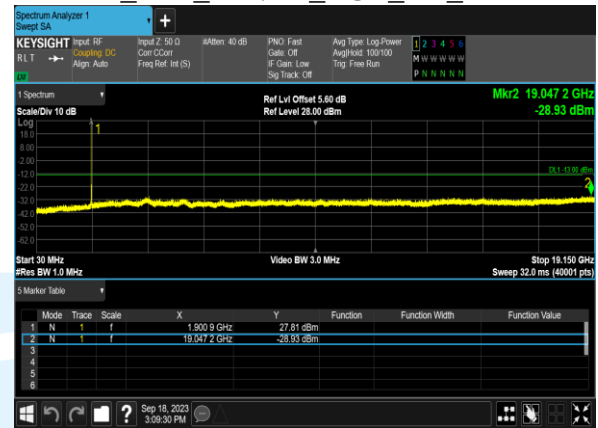 Spectrum Analyzer 1
Swept SA
KEYSIGHT Input: RF Input Z: 50 Ω #Atten: 40 dB PNO: Fast Avg Type: Log-Power 1 2 3 4 5 6
RLT Coupling: DC Corr CCorr Gate: Off Avg|Hold: 100/100 M W W W W W
Align: Auto Freq Ref: Int (S) IF Gain: Low Trig: Free Run P N N N N N
Sig Track: Off
1 Spectrum Ref Lvl Offset 5.60 dB Mkr2 19.047 2 GHz
Scale/Div 10 dB Ref Level 28.00 dBm -28.93 dBm
Log
18.0 1
8.00
-2.00
-12.0 DL1 -13.00 dBm
-22.0 2
-32.0
-42.0
-52.0
-62.0
Start 30 MHz Video BW 3.0 MHz Stop 19.150 GHz
#Res BW 1.0 MHz Sweep 32.0 ms (40001 pts)
5 Marker Table
Mode Trace Scale X Y Function Function Width Function Value
1 N 1 f 1.900 9 GHz 27.81 dBm
2 N 1 f 19.047 2 GHz -28.93 dBm
3
4
5
6
Sep 18, 2023
3:09:30 PM